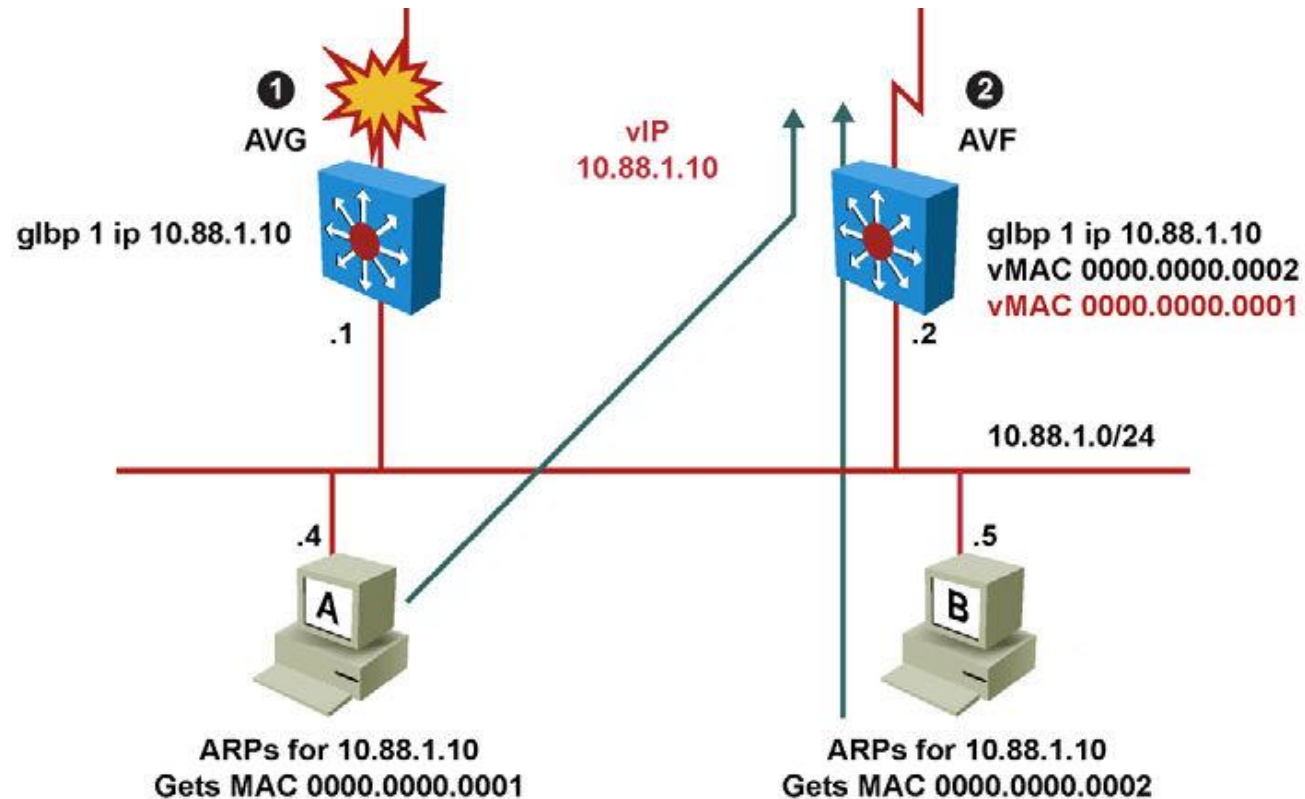 1
AVG
glbp 1 ip 10.88.1.10
.1
vIP
10.88.1.10
2
AVF
glbp 1 ip 10.88.1.10
vMAC 0000.0000.0002
vMAC 0000.0000.0001
.2
10.88.1.0/24
.4
A
ARPs for 10.88.1.10
Gets MAC 0000.0000.0001
.5
B
ARPs for 10.88.1.10
Gets MAC 0000.0000.0002